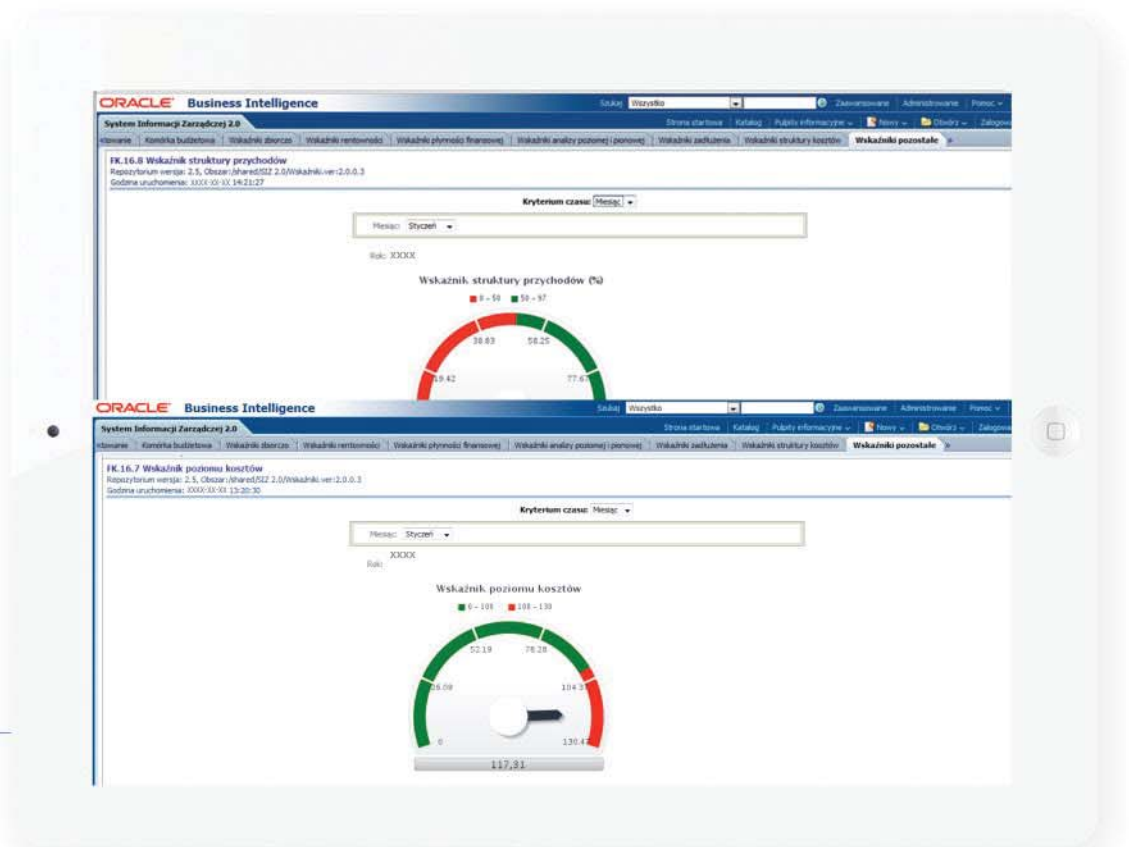 ORACLE Business Intelligence Szukaj Wszystko Zaawansowane Administrowanie Pomoc
System Informacji Zarządczej 2.0 Strona startowa Katalog Pulpity informacyjne Nowy Otwórz Zalogowa
Komórka budżetowa Wskaźniki zbiorcze Wskaźniki rentowności Wskaźniki płynności finansowej Wskaźniki analizy poziomej i pionowej Wskaźniki zadłużenia Wskaźniki struktury kosztów Wskaźniki pozostałe »
FK.16.8 Wskaźnik struktury przychodów
Repozytorium wersja: 2.5, Obszar:/shared/SIZ 2.0/Wskaźniki.ver:2.0.0.3
Godzina uruchomienia: XXXX-XX-XX 14:21:27
Kryterium czasu: Miesiąc
Miesiąc: Styczeń
Rok: XXXX
Wskaźnik struktury przychodów (%)
0 - 50 50 - 97
38.83 58.25
19.42 77.67
ORACLE Business Intelligence Szukaj Wszystko Zaawansowane Administrowanie Pomoc
System Informacji Zarządczej 2.0 Strona startowa Katalog Pulpity informacyjne Nowy Otwórz Zalogowa
Komórka budżetowa Wskaźniki zbiorcze Wskaźniki rentowności Wskaźniki płynności finansowej Wskaźniki analizy poziomej i pionowej Wskaźniki zadłużenia Wskaźniki struktury kosztów Wskaźniki pozostałe »
FK.16.7 Wskaźnik poziomu kosztów
Repozytorium wersja: 2.5, Obszar:/shared/SIZ 2.0/Wskaźniki.ver:2.0.0.3
Godzina uruchomienia: XXXX-XX-XX 13:20:30
Kryterium czasu: Miesiąc
Miesiąc: Styczeń
XXXX
Rok:
Wskaźnik poziomu kosztów
0 - 100 100 - 130
52.19 78.28
26.09 104.37
0 130.47
117,31